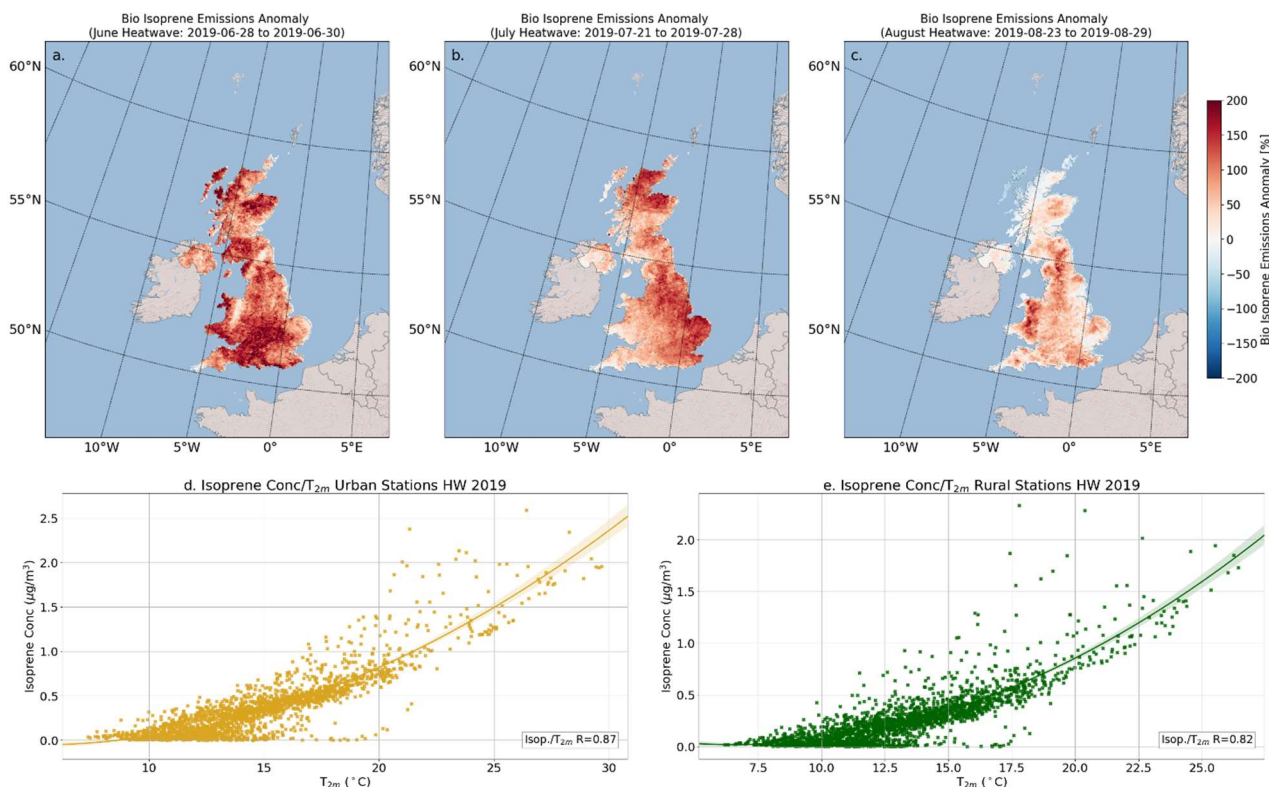 Bio Isoprene Emissions Anomaly
(June Heatwave: 2019-06-28 to 2019-06-30)
a.
60°N
55°N
50°N
10°W 5°W 0° 5°E
Bio Isoprene Emissions Anomaly
(July Heatwave: 2019-07-21 to 2019-07-28)
b.
60°N
55°N
50°N
10°W 5°W 0° 5°E
Bio Isoprene Emissions Anomaly
(August Heatwave: 2019-08-23 to 2019-08-29)
c.
60°N
55°N
50°N
10°W 5°W 0° 5°E
200
150
100
50
0
−50
−100
−150
−200
Bio Isoprene Emissions Anomaly [%]
d. Isoprene Conc/T2m Urban Stations HW 2019
Isoprene Conc (μg/m³)
2.5
2.0
1.5
1.0
0.5
0.0
Isop./T2m R=0.87
10 15 20 25 30
T2m (°C)
e. Isoprene Conc/T2m Rural Stations HW 2019
Isoprene Conc (μg/m³)
2.0
1.5
1.0
0.5
0.0
Isop./T2m R=0.82
7.5 10.0 12.5 15.0 17.5 20.0 22.5 25.0
T2m (°C)